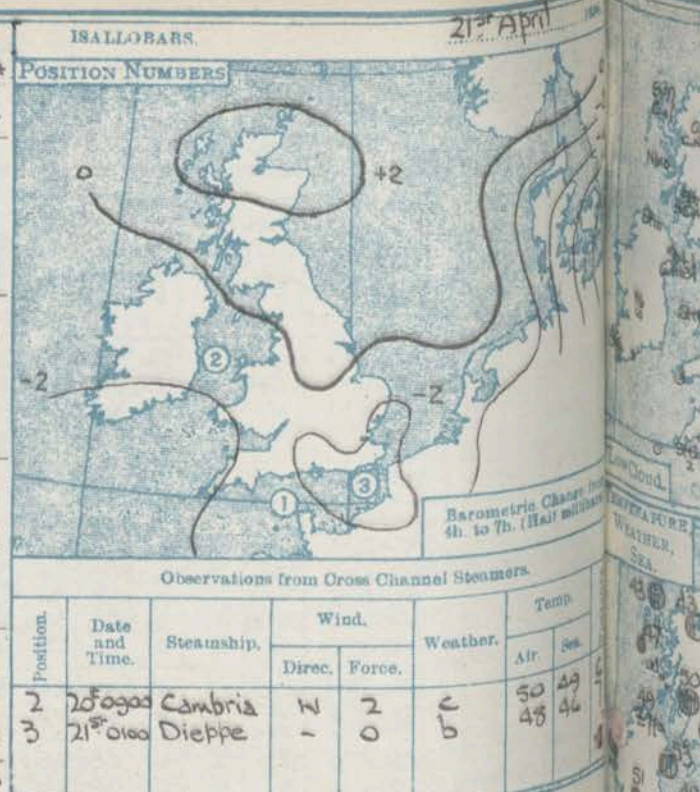 ISALLOBARS.
21st April
POSITION NUMBERS
0
+2
2
-2
-2
3
1
Barometric Change from
4h. to 7h. (Half millibars
Observations from Cross Channel Steamers.
Position.
Date and Time.
Steamship.
Wind.
Direc.
Force.
Weather.
Temp.
Air.
Sea.
2 20th 0900 Cambria W 2 c 50 49
3 21st 0100 Dieppe - 0 b 48 46
Low Cloud.
TEMPERATURE,
WEATHER,
SEA.